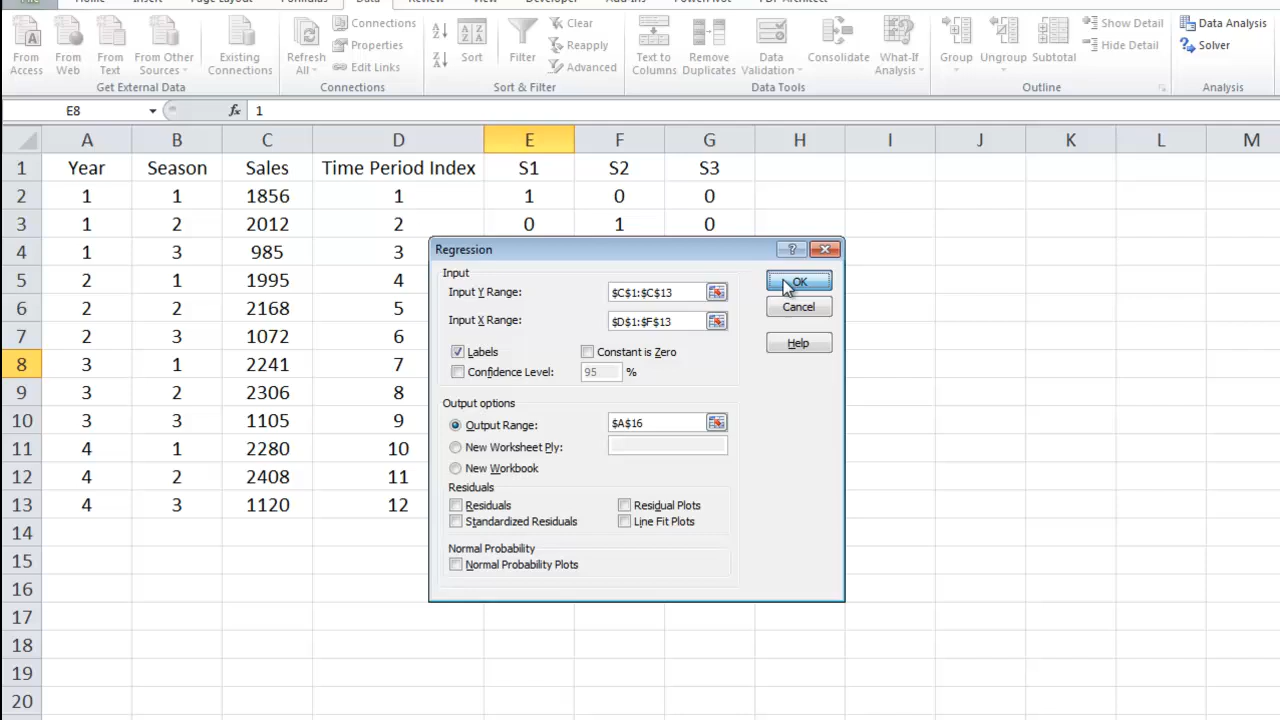 File Home Insert Page Layout Formulas Data Review View Developer Add-Ins PowerPivot PDF Architect
From Access
From Web
From Text
From Other Sources
Existing Connections
Refresh All
Connections
Properties
Edit Links
Sort
Filter
Clear
Reapply
Advanced
Text to Columns
Remove Duplicates
Data Validation
Consolidate
What-If Analysis
Group
Ungroup
Subtotal
Show Detail
Hide Detail
Data Analysis
Solver
Get External Data Connections Sort & Filter Data Tools Outline Analysis
E8 fx 1
A B C D E F G H I J K L M
1 Year Season Sales Time Period Index S1 S2 S3
2 1 1 1856 1 1 0 0
3 1 2 2012 2 0 1 0
4 1 3 985 3
5 2 1 1995 4
6 2 2 2168 5
7 2 3 1072 6
8 3 1 2241 7
9 3 2 2306 8
10 3 3 1105 9
11 4 1 2280 10
12 4 2 2408 11
13 4 3 1120 12
14
15
16
17
18
19
20
Regression ?
Input
Input Y Range: $C$1:$C$13
Input X Range: $D$1:$F$13
Labels Constant is Zero
Confidence Level: 95 %
Output options
Output Range: $A$16
New Worksheet Ply:
New Workbook
Residuals
Residuals Residual Plots
Standardized Residuals Line Fit Plots
Normal Probability
Normal Probability Plots
OK
Cancel
Help